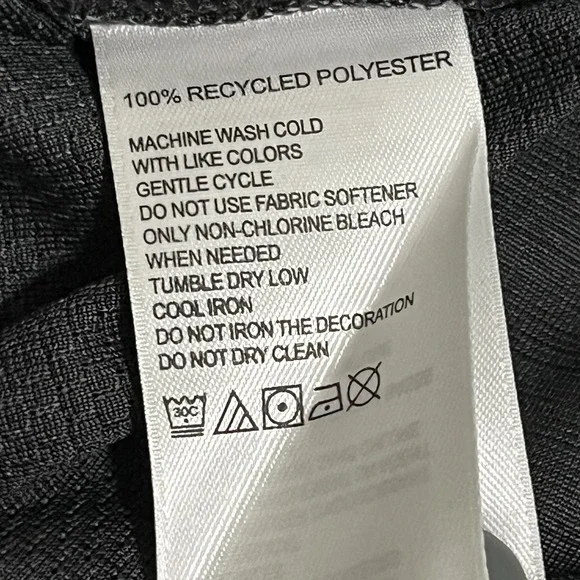 100% RECYCLED POLYESTER
MACHINE WASH COLD
WITH LIKE COLORS
GENTLE CYCLE
DO NOT USE FABRIC SOFTENER
ONLY NON-CHLORINE BLEACH
WHEN NEEDED
TUMBLE DRY LOW
COOL IRON
DO NOT IRON THE DECORATION
DO NOT DRY CLEAN
30C